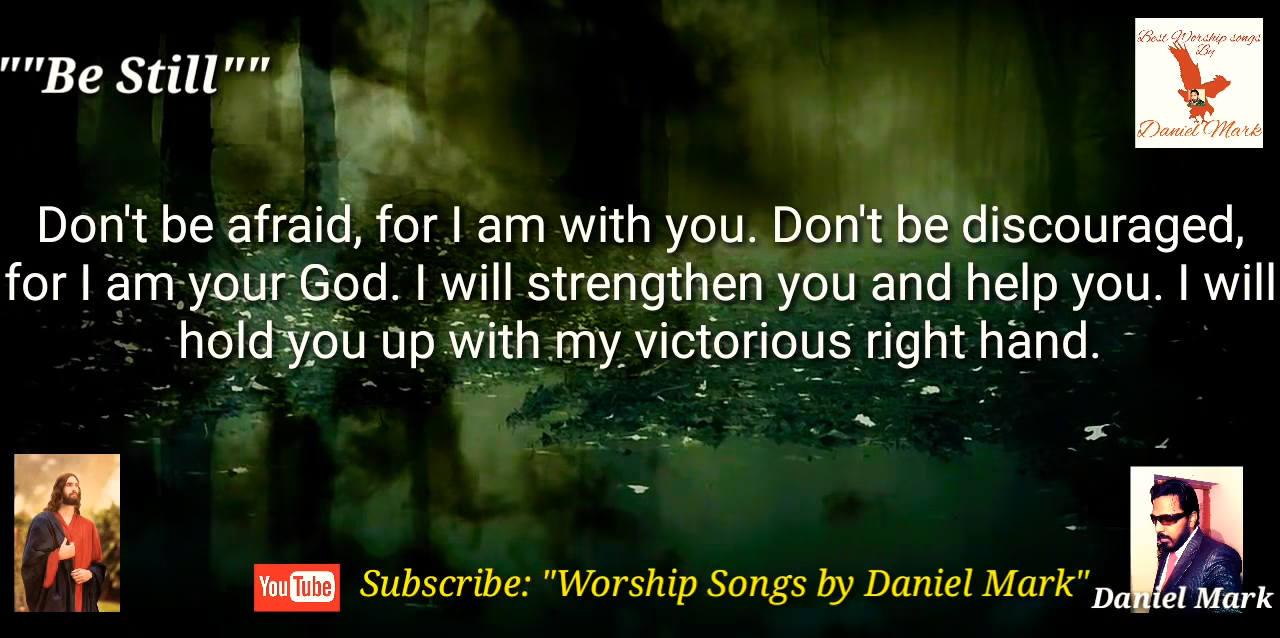 ""Be Still""
Best Worship songs
By
Daniel Mark
Don't be afraid, for I am with you. Don't be discouraged,
for I am your God. I will strengthen you and help you. I will
hold you up with my victorious right hand.
YouTube
Subscribe: "Worship Songs by Daniel Mark"
Daniel Mark